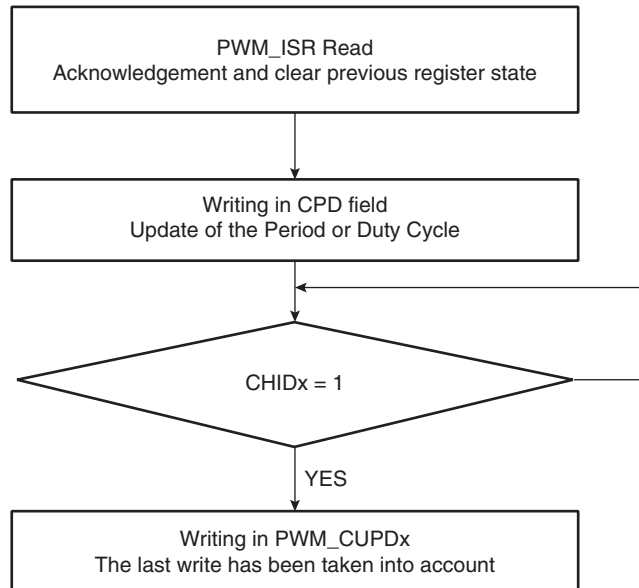 PWM_ISR Read
Acknowledgement and clear previous register state
Writing in CPD field
Update of the Period or Duty Cycle
CHIDx = 1
YES
Writing in PWM_CUPDx
The last write has been taken into account